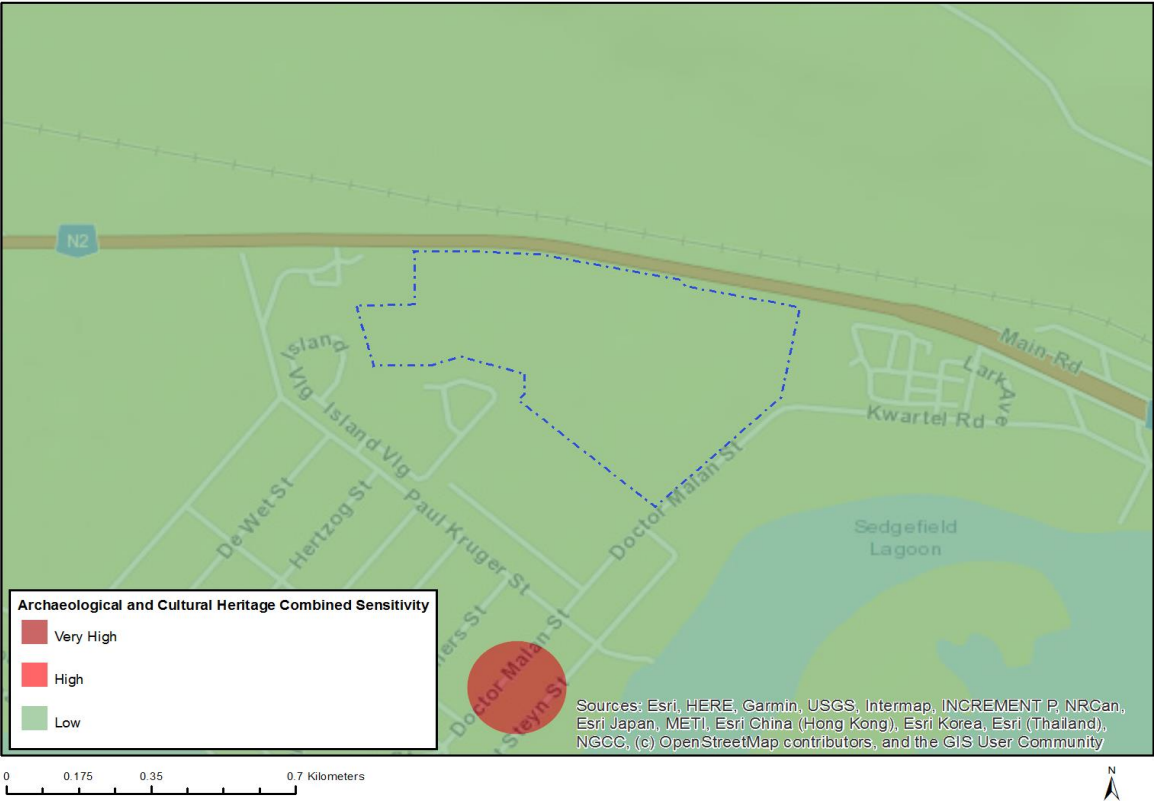 N2
Main Rd
Lark Ave
Kwartel Rd
Island
Vlg
Island Vlg
De Wet St
Hertzog St
Paul Kruger St
Doctor Malan St
Sedgefield
Lagoon
ers St
Doctor Malan St
t Steyn St
Archaeological and Cultural Heritage Combined Sensitivity
Very High
High
Low
Sources: Esri, HERE, Garmin, USGS, Intermap, INCREMENT P, NRCan,
Esri Japan, METI, Esri China (Hong Kong), Esri Korea, Esri (Thailand),
NGCC, (c) OpenStreetMap contributors, and the GIS User Community
0 0.175 0.35 0.7 Kilometers
N